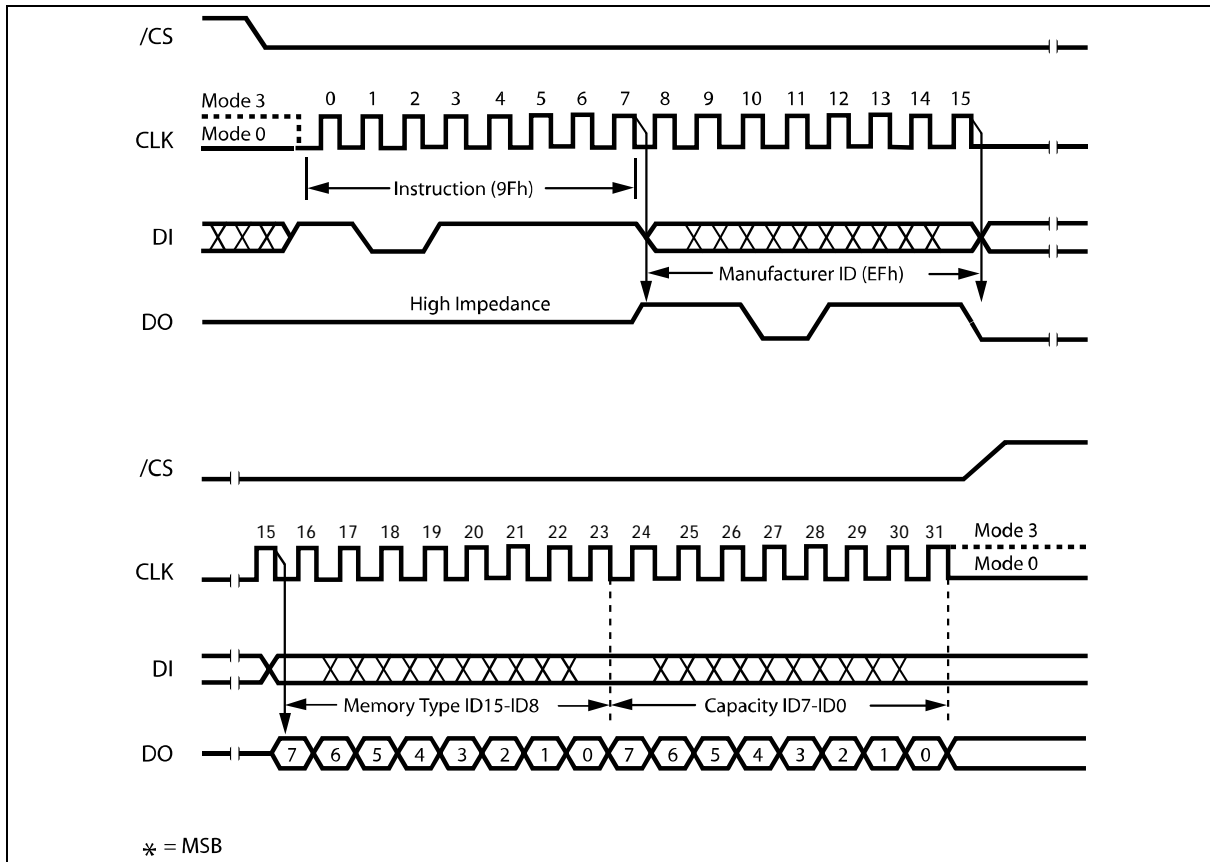 /CS
Mode 3
0 1 2 3 4 5 6 7 8 9 10 11 12 13 14 15
Mode 0
CLK
Instruction (9Fh)
DI
Manufacturer ID (EFh)
High Impedance
DO
/CS
15 16 17 18 19 20 21 22 23 24 25 26 27 28 29 30 31
Mode 3
CLK
Mode 0
DI
Memory Type ID15-ID8 Capacity ID7-ID0
DO 7 6 5 4 3 2 1 0 7 6 5 4 3 2 1 0
* = MSB